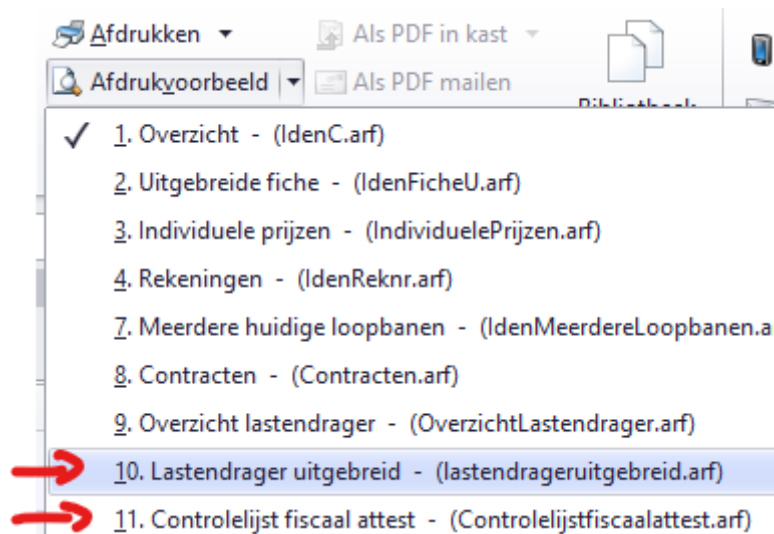 Afdrukken Als PDF in kast
Afdrukvoorbeeld Als PDF mailen
1. Overzicht - (IdenC.arf)
2. Uitgebreide fiche - (IdenFicheU.arf)
3. Individuele prijzen - (IndividuelePrijzen.arf)
4. Rekeningen - (IdenReknr.arf)
7. Meerdere huidige loopbanen - (IdenMeerdereLoopbanen.a
8. Contracten - (Contracten.arf)
9. Overzicht lastendrager - (OverzichtLastendrager.arf)
10. Lastendrager uitgebreid - (lastendrageruitgebreid.arf)
11. Controlelijst fiscaal attest - (Controlelijstfiscaalattest.arf)